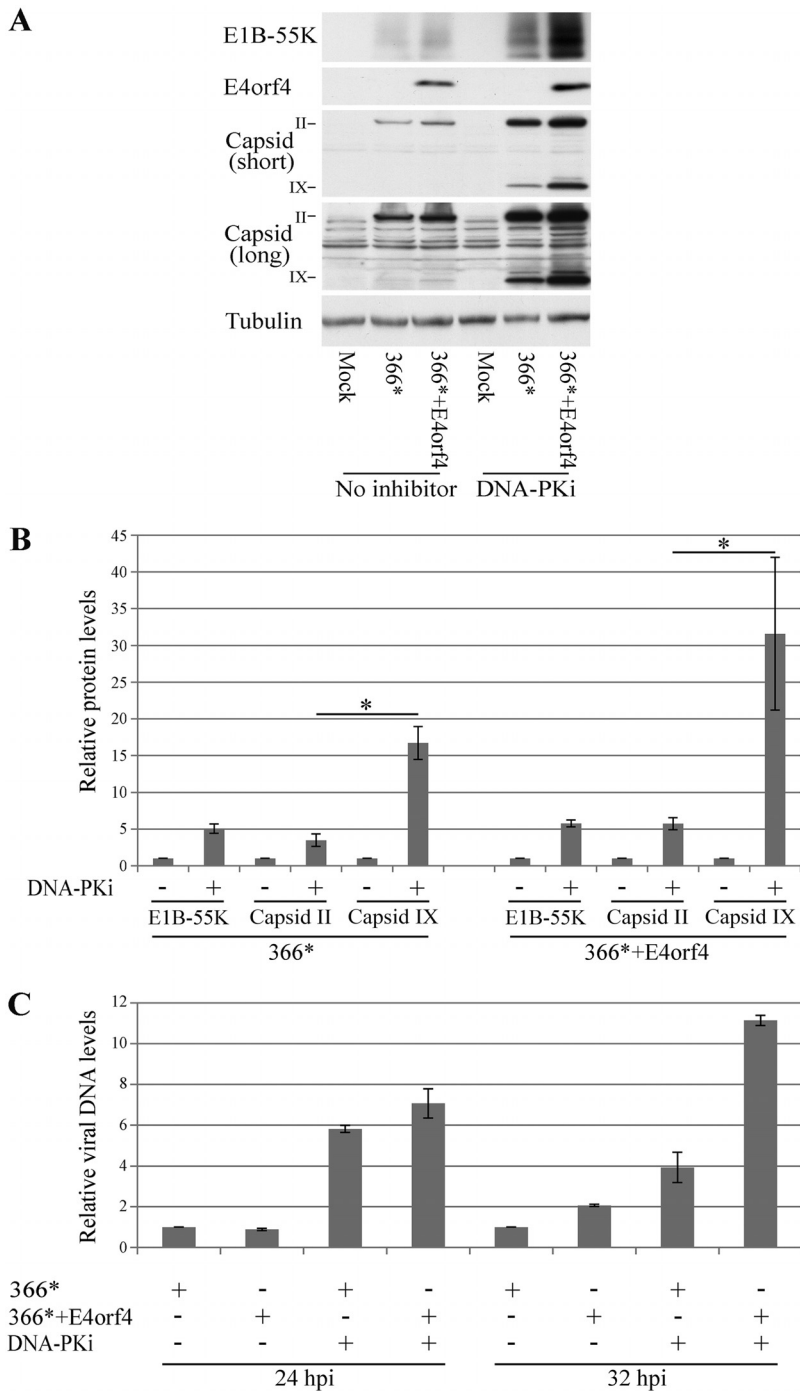 A
E1B-55K
E4orf4
II–
Capsid
(short)
IX–
II–
Capsid
(long)
IX–
Tubulin
Mock
366*
366*+E4orf4
Mock
366*
366*+E4orf4
No inhibitor DNA-PKi
B
Relative protein levels
45
40
35
30
25
20
15
10
5
0
* *
DNA-PKi - + - + - + - + - + - +
E1B-55K Capsid II Capsid IX E1B-55K Capsid II Capsid IX
366* 366*+E4orf4
C
Relative viral DNA levels
12
10
8
6
4
2
0
366* + - + - + - + -
366*+E4orf4 - + - + - + - +
DNA-PKi - - + + - - + +
24 hpi 32 hpi